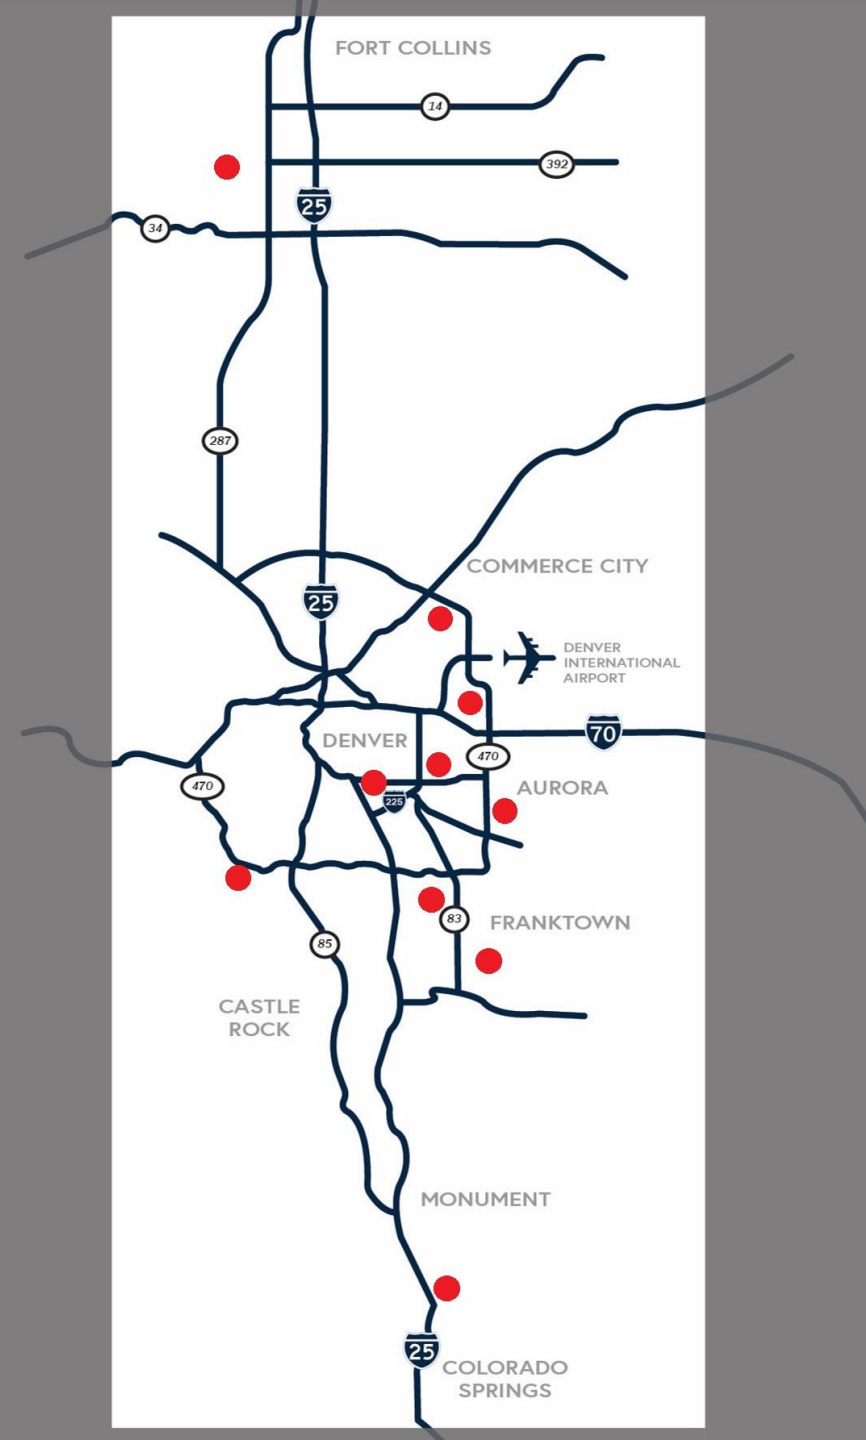 FORT COLLINS
14
392
25
34
287
COMMERCE CITY
25
DENVER
INTERNATIONAL
AIRPORT
DENVER
70
470
470
AURORA
225
83
FRANKTOWN
85
CASTLE
ROCK
MONUMENT
25
COLORADO
SPRINGS